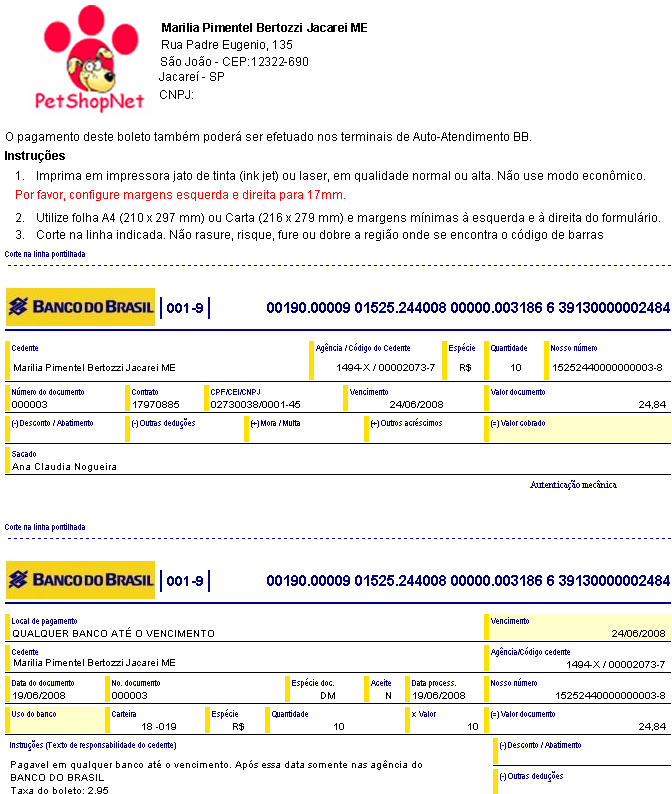 PetShopNet
Marilia Pimentel Bertozzi Jacarei ME
Rua Padre Eugenio, 135
São João - CEP:12322-690
Jacareí - SP
CNPJ:
O pagamento deste boleto também poderá ser efetuado nos terminais de Auto-Atendimento BB.
Instruções
1. Imprima em impressora jato de tinta (ink jet) ou laser, em qualidade normal ou alta. Não use modo econômico.
Por favor, configure margens esquerda e direita para 17mm.
2. Utilize folha A4 (210 x 297 mm) ou Carta (216 x 279 mm) e margens mínimas à esquerda e à direita do formulário.
3. Corte na linha indicada. Não rasure, risque, fure ou dobre a região onde se encontra o código de barras
Corte na linha pontilhada
BANCO DO BRASIL 001-9 00190.00009 01525.244008 00000.003186 6 39130000002484
Cedente Agência / Código do Cedente Espécie Quantidade Nosso número
Marilia Pimentel Bertozzi Jacarei ME 1494-X / 00002073-7 R$ 10 15252440000000003-8
Número do documento Contrato CPF/CEI/CNPJ Vencimento Valor documento
000003 17970885 02730038/0001-45 24/06/2008 24,84
(-) Desconto / Abatimento (-) Outras deduções (+) Mora / Multa (+) Outros acréscimos (=) Valor cobrado
Sacado
Ana Claudia Nogueira
Autenticação mecânica
Corte na linha pontilhada
BANCO DO BRASIL 001-9 00190.00009 01525.244008 00000.003186 6 39130000002484
Local de pagamento Vencimento
QUALQUER BANCO ATÉ O VENCIMENTO 24/06/2008
Cedente Agência/Código cedente
Marilia Pimentel Bertozzi Jacarei ME 1494-X / 00002073-7
Data do documento No. documento Espécie doc. Aceite Data process. Nosso número
19/06/2008 000003 DM N 19/06/2008 15252440000000003-8
Uso do banco Carteira Espécie Quantidade x Valor (=) Valor documento
18 -019 R$ 10 10 24,84
Instruções (Texto de responsabilidade do cedente) (-) Desconto / Abatimento
Pagavel em qualquer banco até o vencimento. Após essa data somente nas agência do
BANCO DO BRASIL (-) Outras deduções
Taxa do boleto: 2.95